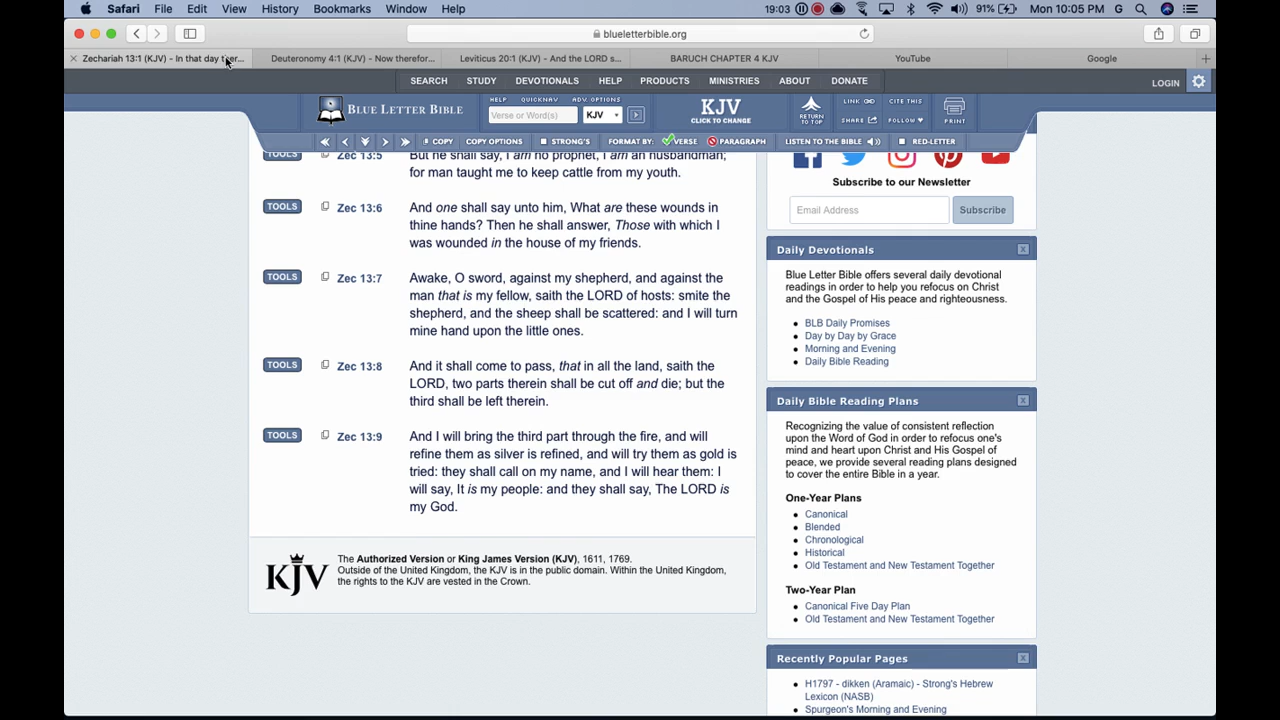 Safari File Edit View History Bookmarks Window Help 19:03 91% Mon 10:05 PM G
blueletterbible.org
Zechariah 13:1 (KJV) - In that day ther... Deuteronomy 4:1 (KJV) - Now therefor... Leviticus 20:1 (KJV) - And the LORD s... BARUCH CHAPTER 4 KJV YouTube Google
SEARCH STUDY DEVOTIONALS HELP PRODUCTS MINISTRIES ABOUT DONATE LOGIN
BLUE LETTER BIBLE
HELP QUICKNAV ADV. OPTIONS
Verse or Word(s) KJV
KJV
CLICK TO CHANGE
RETURN
TO TOP
LINK CITE THIS
SHARE FOLLOW
PRINT
COPY COPY OPTIONS STRONG'S FORMAT BY: VERSE PARAGRAPH LISTEN TO THE BIBLE RED-LETTER
TOOLS Zec 13:5 But he shall say, I am no prophet, I am an husbandman;
for man taught me to keep cattle from my youth.
TOOLS Zec 13:6 And one shall say unto him, What are these wounds in
thine hands? Then he shall answer, Those with which I
was wounded in the house of my friends.
TOOLS Zec 13:7 Awake, O sword, against my shepherd, and against the
man that is my fellow, saith the LORD of hosts: smite the
shepherd, and the sheep shall be scattered: and I will turn
mine hand upon the little ones.
TOOLS Zec 13:8 And it shall come to pass, that in all the land, saith the
LORD, two parts therein shall be cut off and die; but the
third shall be left therein.
TOOLS Zec 13:9 And I will bring the third part through the fire, and will
refine them as silver is refined, and will try them as gold is
tried: they shall call on my name, and I will hear them: I
will say, It is my people: and they shall say, The LORD is
my God.
KJV
The Authorized Version or King James Version (KJV), 1611, 1769.
Outside of the United Kingdom, the KJV is in the public domain. Within the United Kingdom,
the rights to the KJV are vested in the Crown.
Subscribe to our Newsletter
Email Address Subscribe
Daily Devotionals X
Blue Letter Bible offers several daily devotional
readings in order to help you refocus on Christ
and the Gospel of His peace and righteousness.
BLB Daily Promises
Day by Day by Grace
Morning and Evening
Daily Bible Reading
Daily Bible Reading Plans X
Recognizing the value of consistent reflection
upon the Word of God in order to refocus one's
mind and heart upon Christ and His Gospel of
peace, we provide several reading plans designed
to cover the entire Bible in a year.
One-Year Plans
Canonical
Blended
Chronological
Historical
Old Testament and New Testament Together
Two-Year Plan
Canonical Five Day Plan
Old Testament and New Testament Together
Recently Popular Pages X
H1797 - dikken (Aramaic) - Strong's Hebrew
Lexicon (NASB)
Spurgeon's Morning and Evening